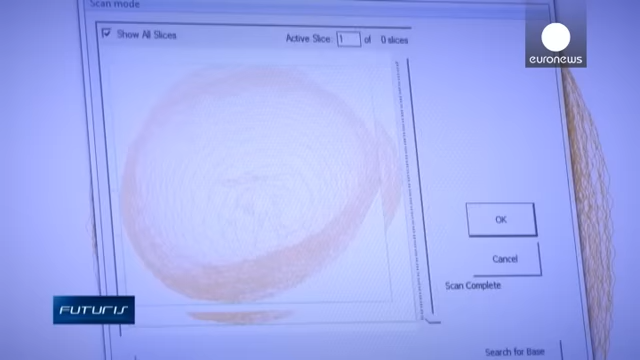 Scan mode
Show All Slices
Active Slice: 1 of 0 slices
euronews
OK
Cancel
Scan Complete
FUTURIS
Search for Base